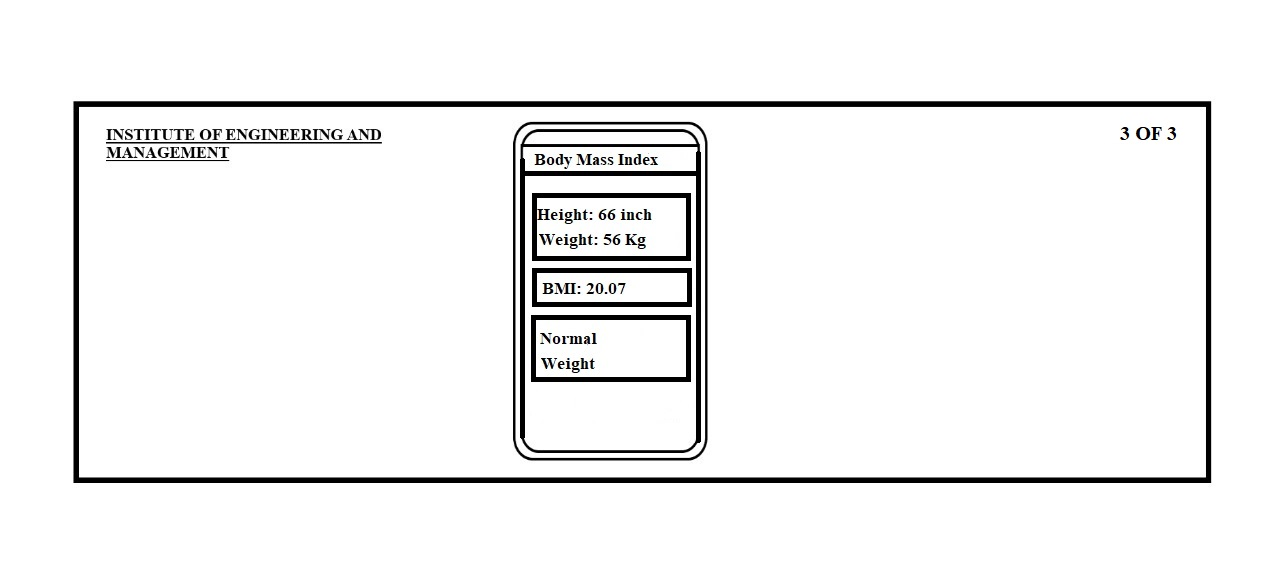 INSTITUTE OF ENGINEERING AND
MANAGEMENT
3 OF 3
Body Mass Index
Height: 66 inch
Weight: 56 Kg
BMI: 20.07
Normal
Weight